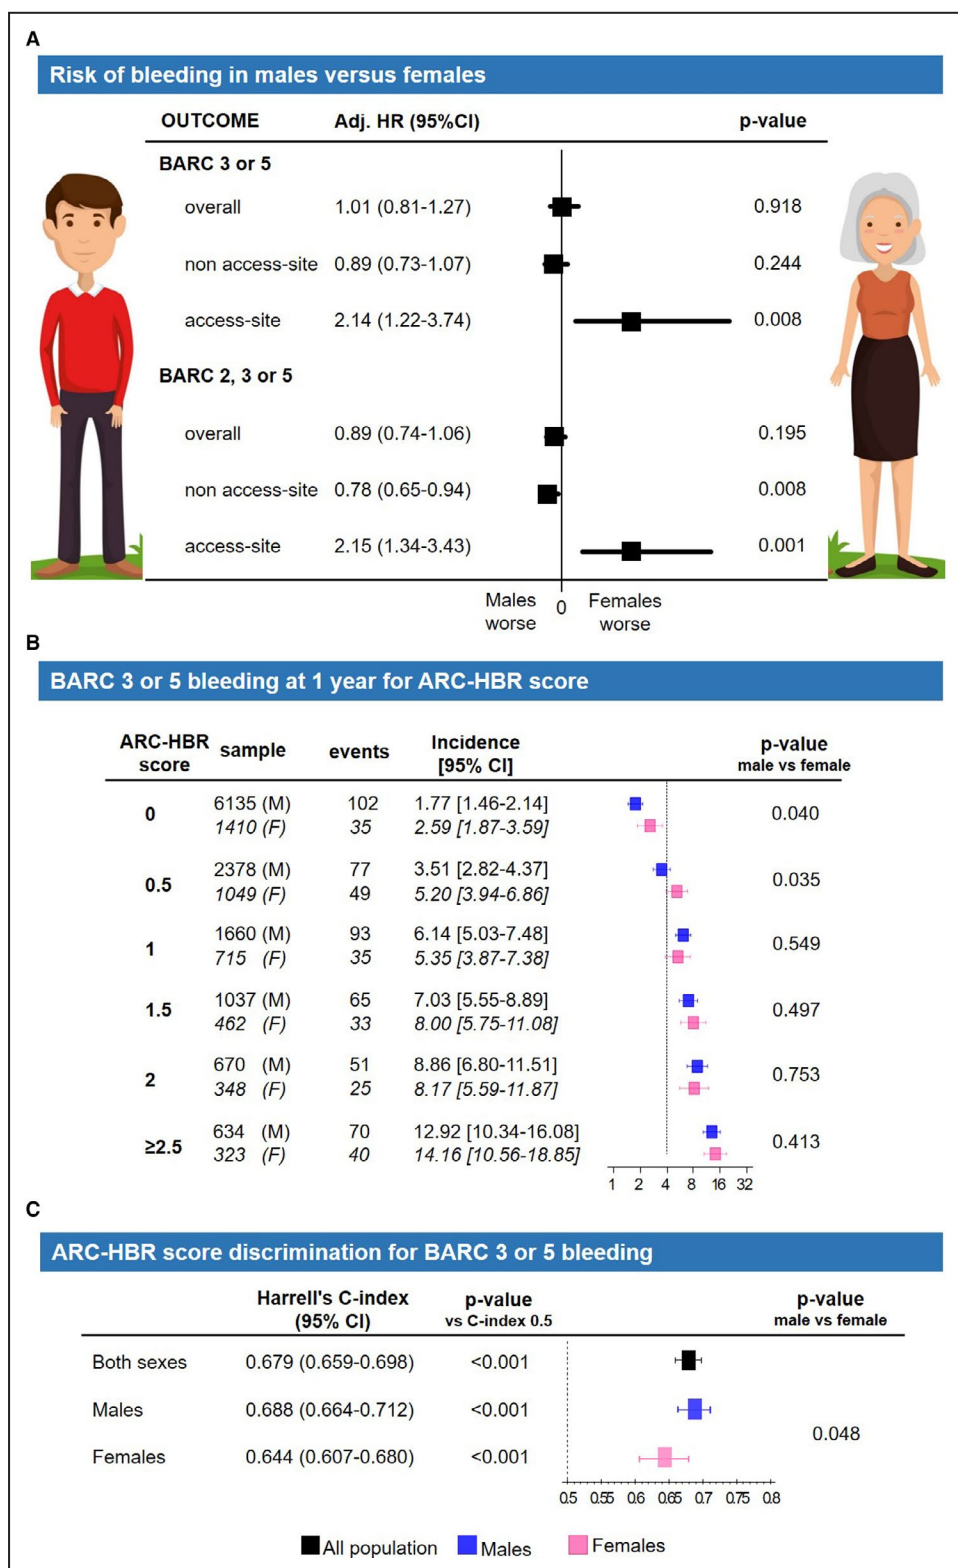 A
Risk of bleeding in males versus females
OUTCOME Adj. HR (95%CI) p-value
BARC 3 or 5
overall 1.01 (0.81-1.27) 0.918
non access-site 0.89 (0.73-1.07) 0.244
access-site 2.14 (1.22-3.74) 0.008
BARC 2, 3 or 5
overall 0.89 (0.74-1.06) 0.195
non access-site 0.78 (0.65-0.94) 0.008
access-site 2.15 (1.34-3.43) 0.001
Males worse 0 Females worse
B
BARC 3 or 5 bleeding at 1 year for ARC-HBR score
ARC-HBR score sample events Incidence [95% CI] p-value male vs female
0 6135 (M) 102 1.77 [1.46-2.14] 0.040
1410 (F) 35 2.59 [1.87-3.59]
0.5 2378 (M) 77 3.51 [2.82-4.37] 0.035
1049 (F) 49 5.20 [3.94-6.86]
1 1660 (M) 93 6.14 [5.03-7.48] 0.549
715 (F) 35 5.35 [3.87-7.38]
1.5 1037 (M) 65 7.03 [5.55-8.89] 0.497
462 (F) 33 8.00 [5.75-11.08]
2 670 (M) 51 8.86 [6.80-11.51] 0.753
348 (F) 25 8.17 [5.59-11.87]
≥2.5 634 (M) 70 12.92 [10.34-16.08] 0.413
323 (F) 40 14.16 [10.56-18.85]
1 2 4 8 16 32
C
ARC-HBR score discrimination for BARC 3 or 5 bleeding
Harrell's C-index (95% CI) p-value vs C-index 0.5 p-value male vs female
Both sexes 0.679 (0.659-0.698) <0.001
Males 0.688 (0.664-0.712) <0.001
0.048
Females 0.644 (0.607-0.680) <0.001
0.5 0.55 0.6 0.65 0.7 0.75 0.8
All population Males Females